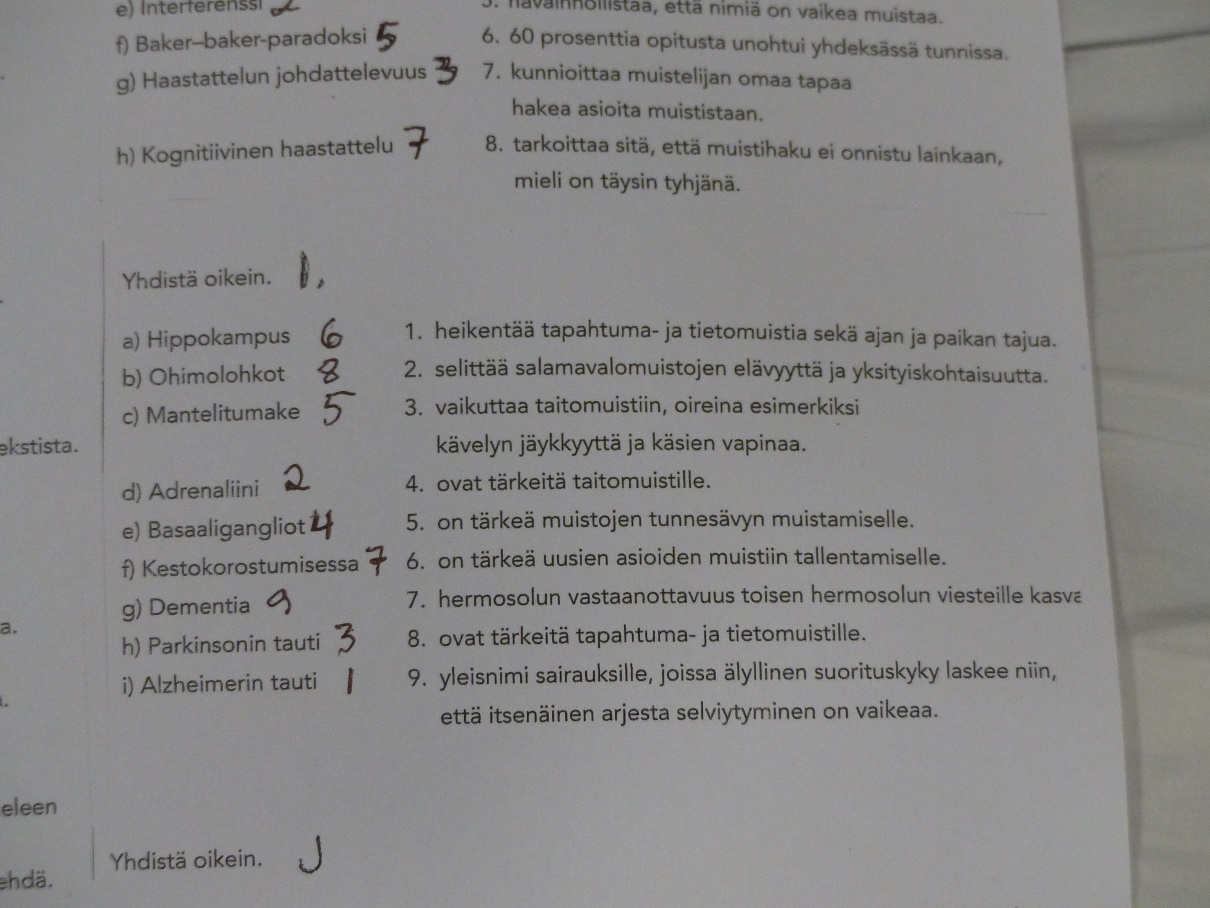 e) Interferenssi 2
5. havainnollistaa, että nimiä on vaikea muistaa.
f) Baker–baker-paradoksi 5
6. 60 prosenttia opitusta unohtui yhdeksässä tunnissa.
g) Haastattelun johdattelevuus 3
7. kunnioittaa muistelijan omaa tapaa
hakea asioita muististaan.
h) Kognitiivinen haastattelu 7
8. tarkoittaa sitä, että muistihaku ei onnistu lainkaan,
mieli on täysin tyhjänä.
Yhdistä oikein. 1.
a) Hippokampus 6
1. heikentää tapahtuma- ja tietomuistia sekä ajan ja paikan tajua.
b) Ohimolohkot 8
2. selittää salamavalomuistojen elävyyttä ja yksityiskohtaisuutta.
c) Mantelitumake 5
3. vaikuttaa taitomuistiin, oireina esimerkiksi
kävelyn jäykkyyttä ja käsien vapinaa.
ekstista.
d) Adrenaliini 2
4. ovat tärkeitä taitomuistille.
e) Basaaligangliot 4
5. on tärkeä muistojen tunnesävyn muistamiselle.
f) Kestokorostumisessa 7
6. on tärkeä uusien asioiden muistiin tallentamiselle.
g) Dementia 9
7. hermosolun vastaanottavuus toisen hermosolun viesteille kasva
a.
h) Parkinsonin tauti 3
8. ovat tärkeitä tapahtuma- ja tietomuistille.
i) Alzheimerin tauti 1
9. yleisnimi sairauksille, joissa älyllinen suorituskyky laskee niin,
että itsenäinen arjesta selviytyminen on vaikeaa.
eleen
Yhdistä oikein. J
ehdä.